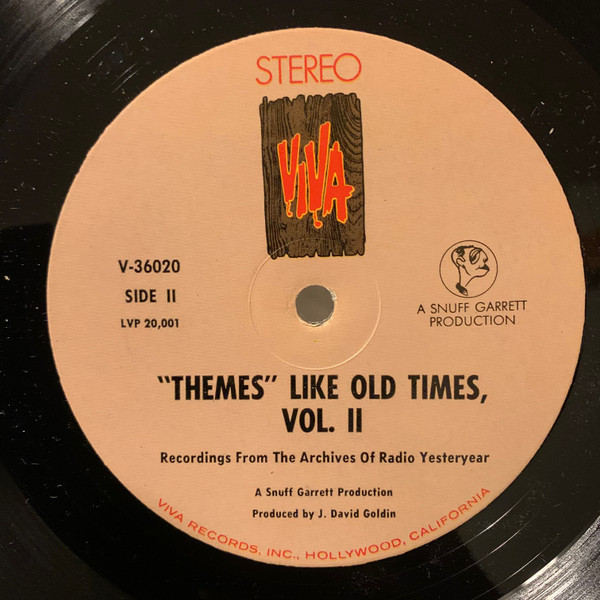 STEREO
VIVA
V-36020
SIDE II
LVP 20,001
A SNUFF GARRETT
PRODUCTION
"THEMES" LIKE OLD TIMES,
VOL. II
Recordings From The Archives Of Radio Yesteryear
A Snuff Garrett Production
Produced by J. David Goldin
VIVA RECORDS, INC., HOLLYWOOD, CALIFORNIA